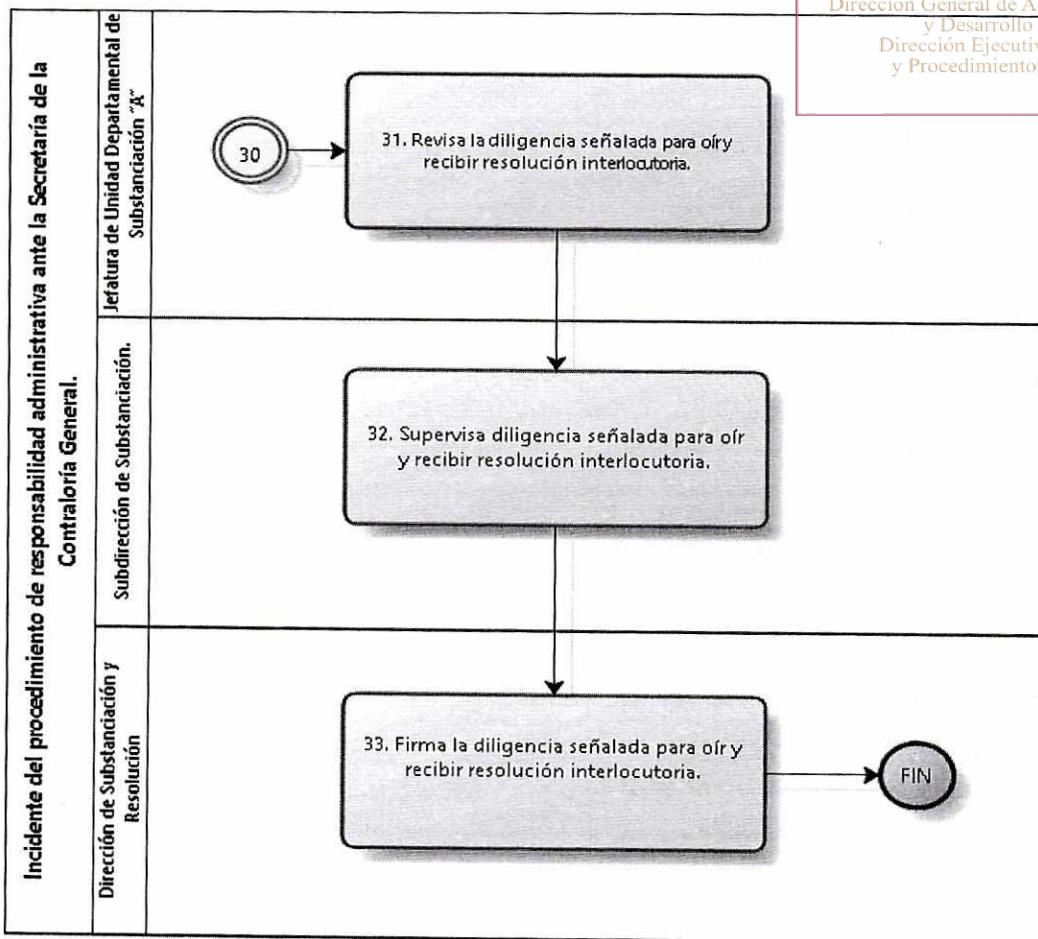 Dirección General de A
y Desarrollo
Dirección Ejecutiv
y Procedimiento
Incidente del procedimiento de responsabilidad administrativa ante la Secretaría de la
Contraloría General.
Jefatura de Unidad Departamental de
Substanciación "A"
30
31. Revisa la diligencia señalada para oír y
recibir resolución interlocutoria.
Subdirección de Substanciación.
32. Supervisa diligencia señalada para oír
y recibir resolución interlocutoria.
Dirección de Substanciación y
Resolución
33. Firma la diligencia señalada para oír y
recibir resolución interlocutoria.
FIN